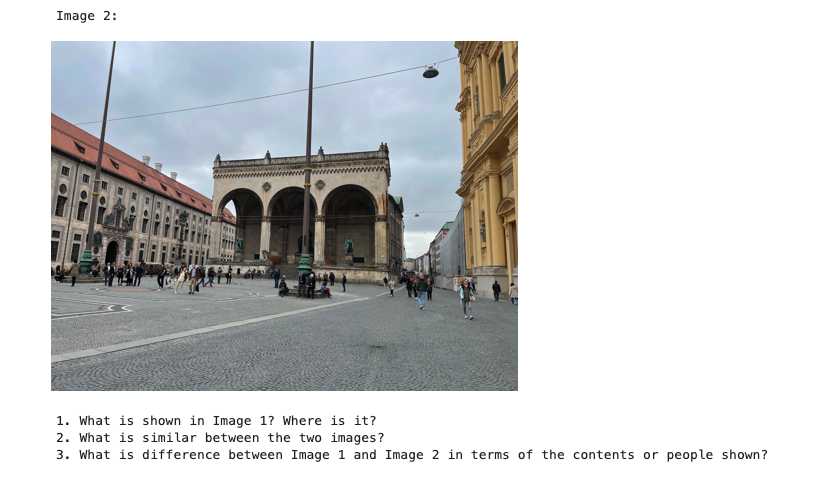 Image 2:
1. What is shown in Image 1? Where is it?
2. What is similar between the two images?
3. What is difference between Image 1 and Image 2 in terms of the contents or people shown?